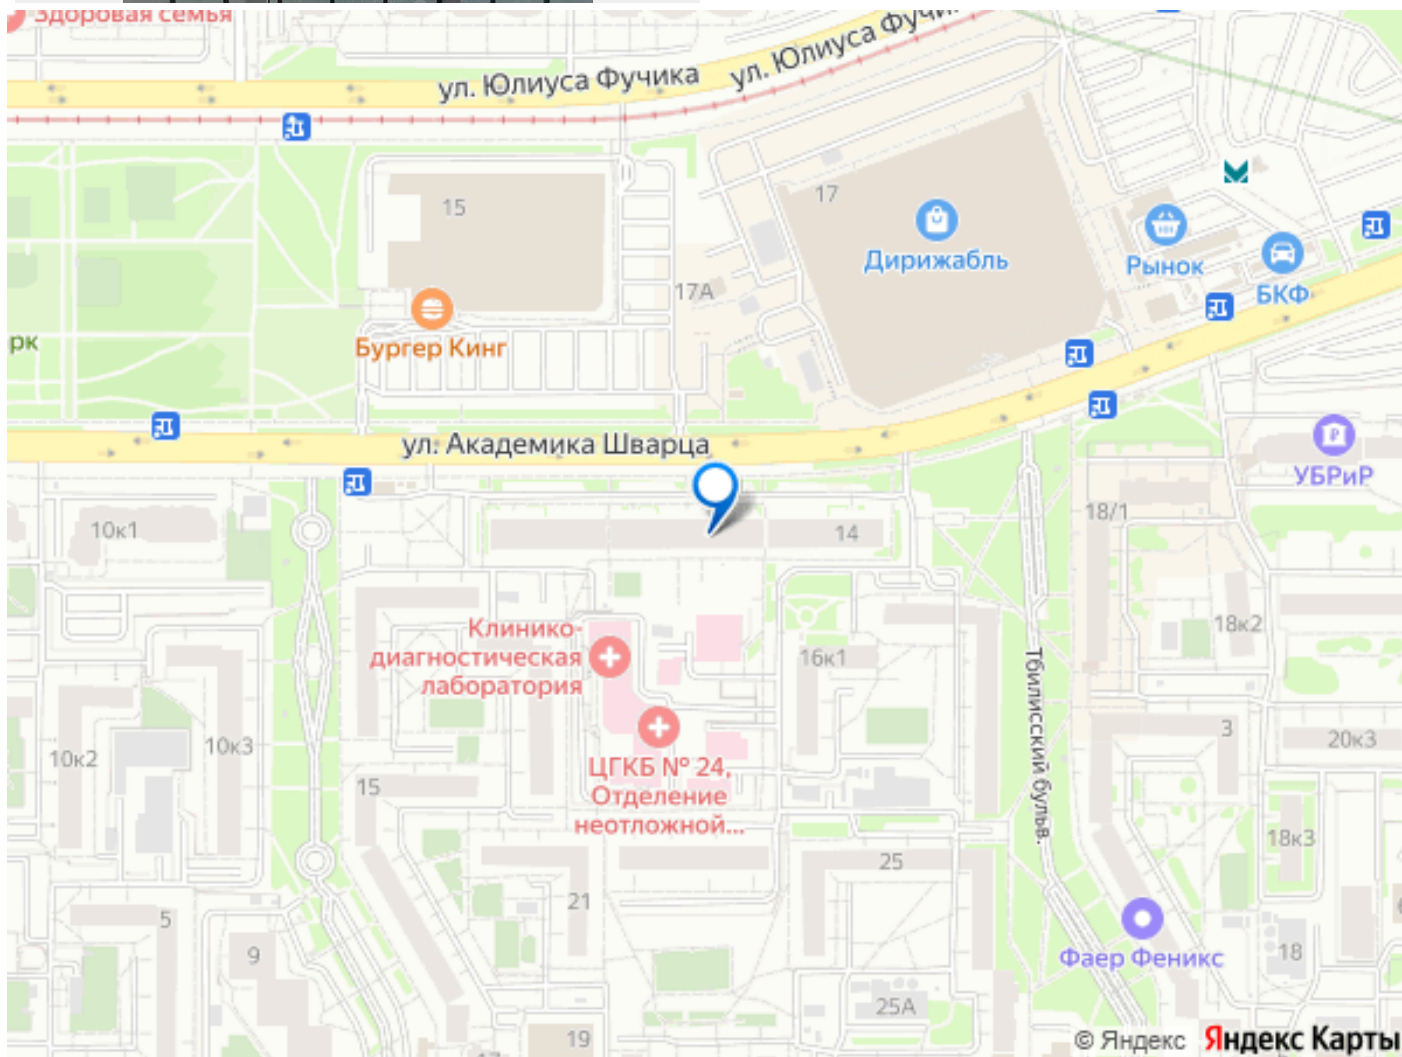 Здоровая семья
ул. Юлиуса Фучика
ул. Юлиуса Фучи
15
17
Дирижабль
Рынок
БКФ
17А
рк
Бургер Кинг
ул. Академика Шварца
УБРиР
10к1
14
18/1
Клинико-
диагностическая
лаборатория
16к1
18к2
Тбилисский бульв.
10к2
10к3
3
20к3
15
ЦГКБ № 24,
Отделение
неотложной...
25
18к3
21
5
9
Фаер Феникс
18
25А
19
17
© Яндекс Яндекс Карты